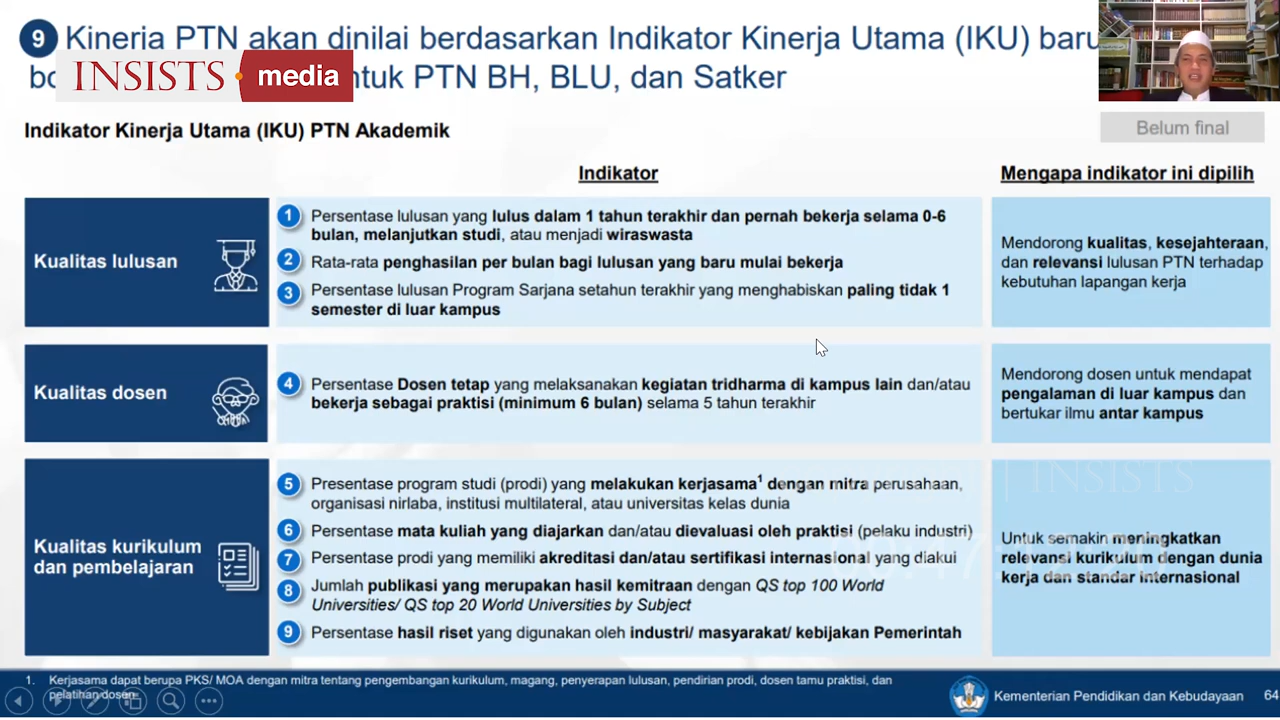 9 Kinerja PTN akan dinilai berdasarkan Indikator Kinerja Utama (IKU) baru
INSISTS media
ntuk PTN BH, BLU, dan Satker
Indikator Kinerja Utama (IKU) PTN Akademik
Belum final
Indikator
Mengapa indikator ini dipilih
Kualitas lulusan
1 Persentase lulusan yang lulus dalam 1 tahun terakhir dan pernah bekerja selama 0-6
bulan, melanjutkan studi, atau menjadi wiraswasta
2 Rata-rata penghasilan per bulan bagi lulusan yang baru mulai bekerja
3 Persentase lulusan Program Sarjana setahun terakhir yang menghabiskan paling tidak 1
semester di luar kampus
Mendorong kualitas, kesejahteraan,
dan relevansi lulusan PTN terhadap
kebutuhan lapangan kerja
Kualitas dosen
4 Persentase Dosen tetap yang melaksanakan kegiatan tridharma di kampus lain dan/atau
bekerja sebagai praktisi (minimum 6 bulan) selama 5 tahun terakhir
Mendorong dosen untuk mendapat
pengalaman di luar kampus dan
bertukar ilmu antar kampus
Kualitas kurikulum
dan pembelajaran
5 Presentase program studi (prodi) yang melakukan kerjasama1 dengan mitra perusahaan,
organisasi nirlaba, institusi multilateral, atau universitas kelas dunia
6 Persentase mata kuliah yang diajarkan dan/atau dievaluasi oleh praktisi (pelaku industri)
7 Persentase prodi yang memiliki akreditasi dan/atau sertifikasi internasional yang diakui
8 Jumlah publikasi yang merupakan hasil kemitraan dengan QS top 100 World
Universities/ QS top 20 World Universities by Subject
9 Persentase hasil riset yang digunakan oleh industri/ masyarakat/ kebijakan Pemerintah
| INSISTS
Untuk semakin meningkatkan
relevansi kurikulum dengan dunia
kerja dan standar internasional
1. Kerjasama dapat berupa PKS/ MOA dengan mitra tentang pengembangan kurikulum, magang, penyerapan lulusan, pendirian prodi, dosen tamu praktisi, dan
pelatihan dosen
Kementerian Pendidikan dan Kebudayaan 64